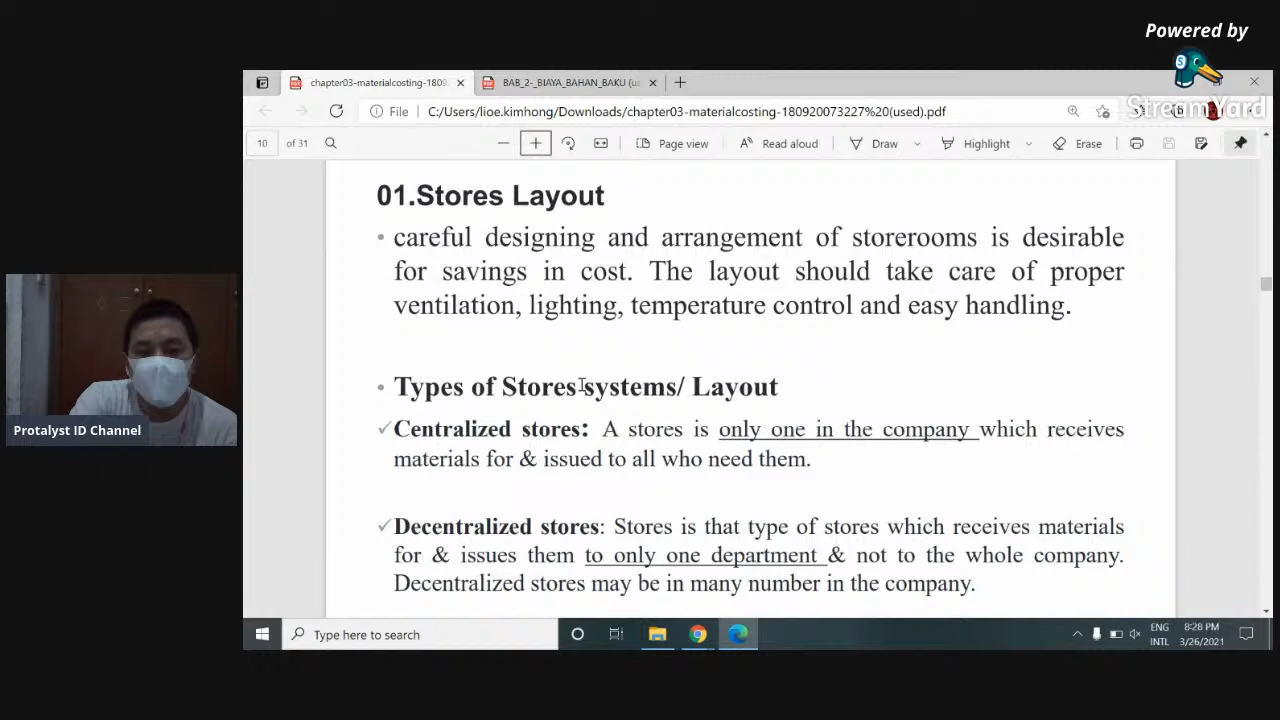 Powered by
S
StreamYard
chapter03-materialcosting-1809
BAB_2-_BIAYA_BAHAN_BAKU (u
File
C:/Users/lioe.kimhong/Downloads/chapter03-materialcosting-180920073227%20(used).pdf
10 of 31
Page view
Read aloud
Draw
Highlight
Erase
01.Stores Layout
• careful designing and arrangement of storerooms is desirable
for savings in cost. The layout should take care of proper
ventilation, lighting, temperature control and easy handling.
• Types of Stores systems/ Layout
✓Centralized stores: A stores is only one in the company which receives
materials for & issued to all who need them.
✓Decentralized stores: Stores is that type of stores which receives materials
for & issues them to only one department & not to the whole company.
Decentralized stores may be in many number in the company.
Protalyst ID Channel
Type here to search
ENG
INTL
8:28 PM
3/26/2021